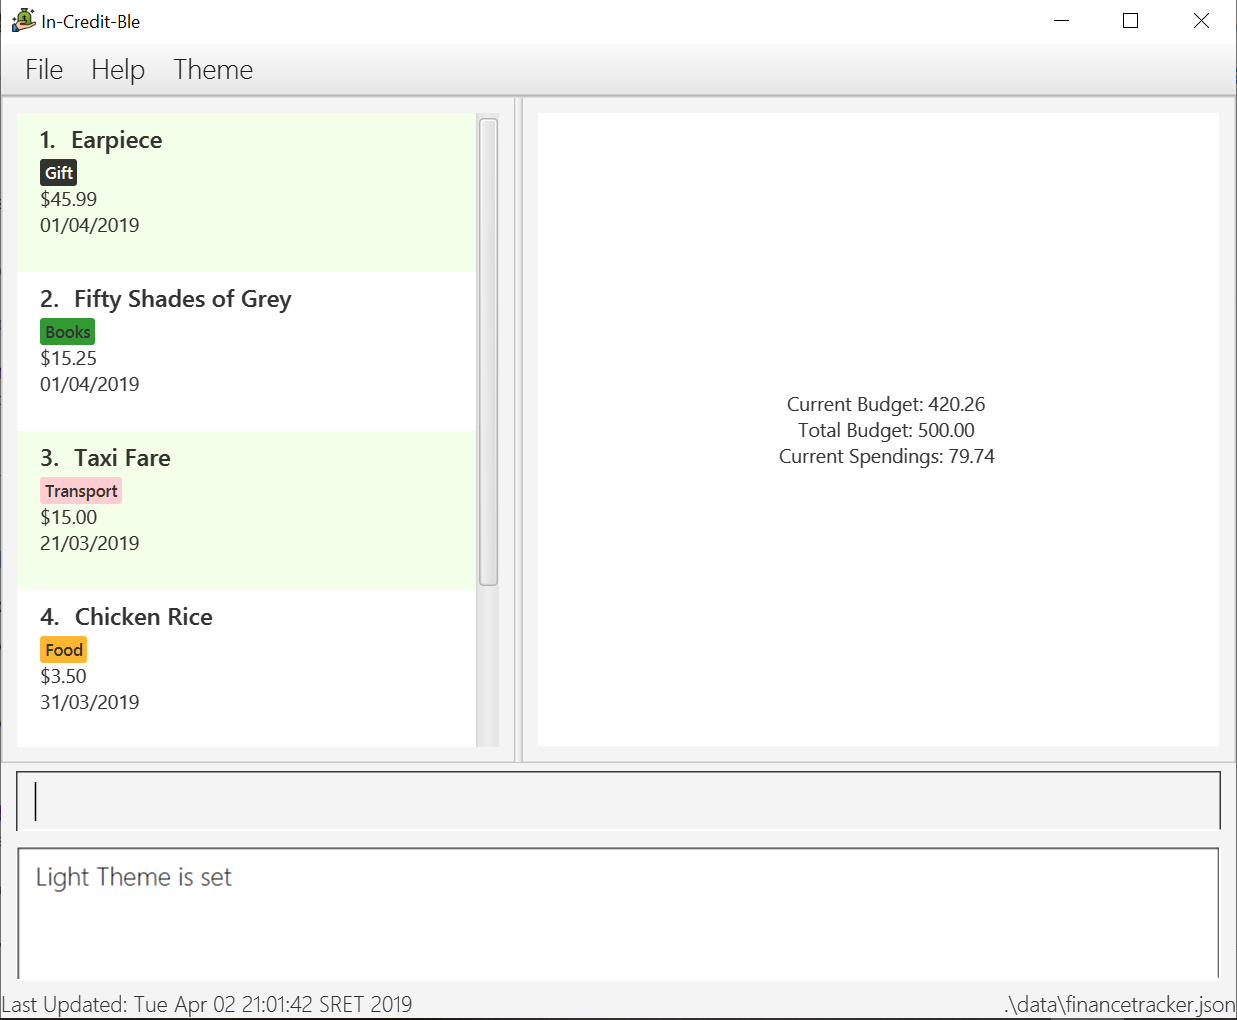 In-Credit-Ble
File Help Theme
1. Earpiece
Gift
$45.99
01/04/2019
2. Fifty Shades of Grey
Books
$15.25
01/04/2019
3. Taxi Fare
Transport
$15.00
21/03/2019
4. Chicken Rice
Food
$3.50
31/03/2019
Current Budget: 420.26
Total Budget: 500.00
Current Spendings: 79.74
Light Theme is set
Last Updated: Tue Apr 02 21:01:42 SRET 2019
.\data\financetracker.json